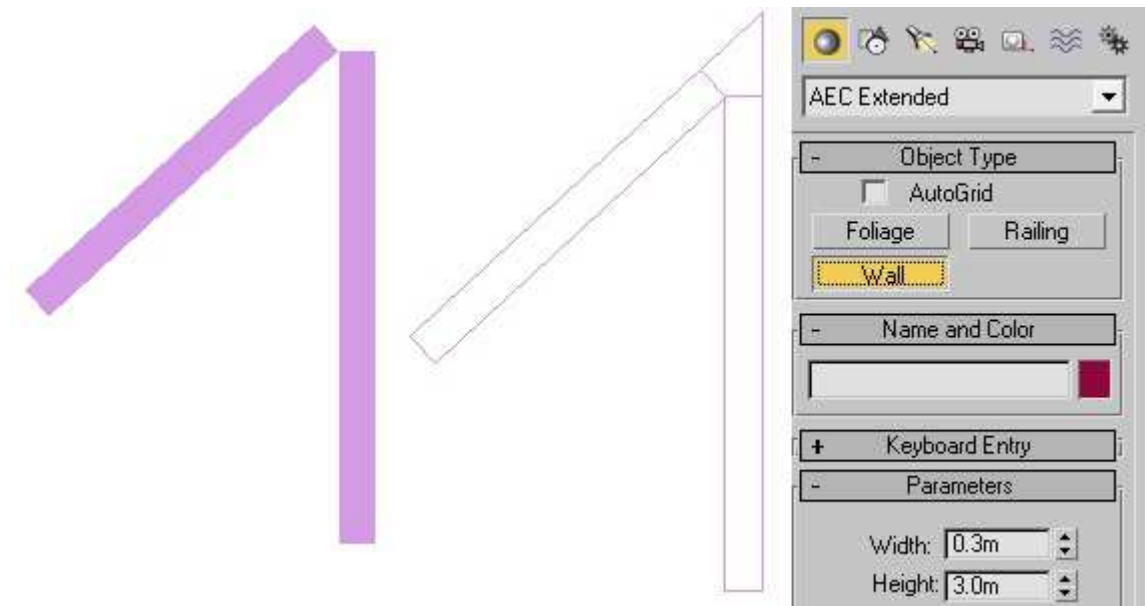 AEC Extended
- Object Type
AutoGrid
Foliage Railing
Wall
- Name and Color
+ Keyboard Entry
- Parameters
Width: 0.3m
Height: 3.0m